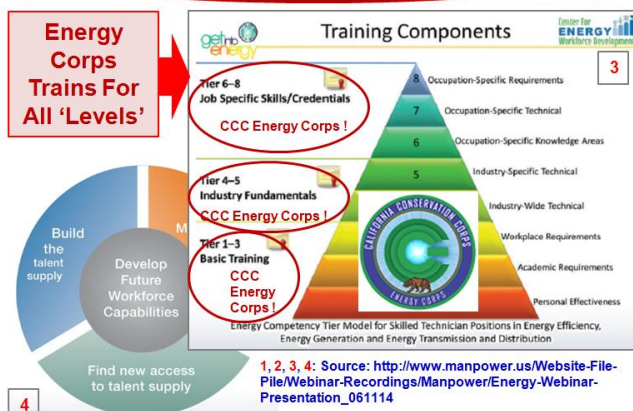 Energy
Corps
Trains For
All ‘Levels’
get into
energy
Training Components
Center For
ENERGY
Workforce Development
3
Tier 6–8
Job Specific Skills/Credentials
CCC Energy Corps !
Tier 4–5
Industry Fundamentals
CCC Energy Corps !
Tier 1–3
Basic Training
CCC
Energy
Corps !
8 Occupation-Specific Requirements
7 Occupation-Specific Technical
6 Occupation-Specific Knowledge Areas
5 Industry-Specific Technical
Industry-Wide Technical
Workplace Requirements
Academic Requirements
Personal Effectiveness
CALIFORNIA CONSERVATION CORPS
ENERGY CORPS
Energy Competency Tier Model for Skilled Technician Positions in Energy Efficiency,
Energy Generation and Energy Transmission and Distribution
Build
the
talent
supply
M
Develop
Future
Workforce
Capabilities
Find new access
to talent supply
4
1, 2, 3, 4: Source: http://www.manpower.us/Website-File-
Pile/Webinar-Recordings/Manpower/Energy-Webinar-
Presentation_061114